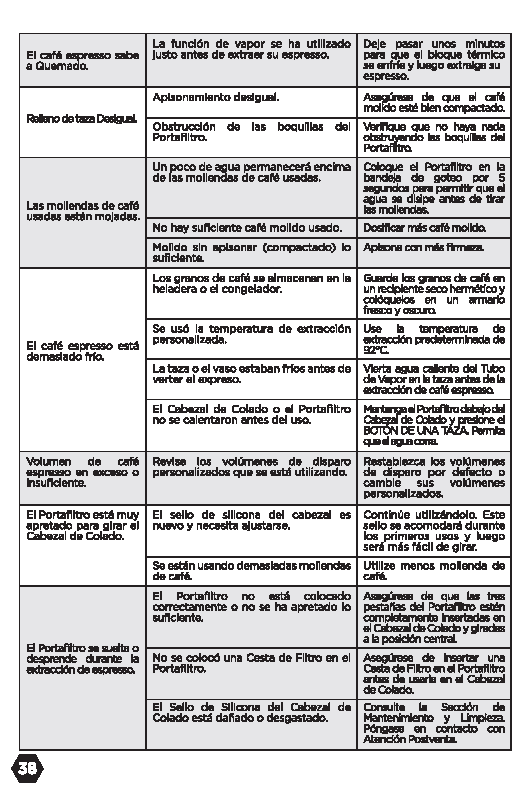 El café espresso sabe
a Quemado.
La función de vapor se ha utilizado
justo antes de extraer su espresso.
Deje pasar unos minutos
para que el bloque térmico
se enfríe y luego extraiga su
espresso.
Relleno de taza Desigual.
Apisonamiento desigual.
Asegúrese de que el café
molido esté bien compactado.
Obstrucción de las boquillas del
Portafiltro.
Verifique que no haya nada
obstruyendo las boquillas del
Portafiltro.
Las moliendas de café
usadas están mojadas.
Un poco de agua permanecerá encima
de las moliendas de café usadas.
Coloque el Portafiltro en la
bandeja de goteo por 5
segundos para permitir que el
agua se disipe antes de tirar
las moliendas.
No hay suficiente café molido usado.
Dosificar más café molido.
Molido sin apisonar (compactado) lo
suficiente.
Apisone con más firmeza.
El café espresso está
demasiado frío.
Los granos de café se almacenan en la
heladera o el congelador.
Guarde los granos de café en
un recipiente seco hermético y
colóquelos en un armario
fresco y oscuro.
Se usó la temperatura de extracción
personalizada.
Use la temperatura de
extracción predeterminada de
92°C.
La taza o el vaso estaban fríos antes de
verter el expreso.
Vierta agua caliente del Tubo
de Vapor en la taza antes de la
extracción de café espresso.
El Cabezal de Colado o el Portafiltro
no se calentaron antes del uso.
Mantenga el Portafiltro debajo del
Cabezal de Colado y presione el
BOTÓN DE UNA TAZA. Permita
que el agua corra.
Volumen de café
espresso en exceso o
insuficiente.
Revise los volúmenes de disparo
personalizados que se está utilizando.
Restablezca los volúmenes
de disparo por defecto o
cambie sus volúmenes
personalizados.
El Portafiltro está muy
apretado para girar el
Cabezal de Colado.
El sello de silicona del cabezal es
nuevo y necesita ajustarse.
Continúe utilizándolo. Este
sello se acomodará durante
los primeros usos y luego
será más fácil de girar.
Se están usando demasiadas moliendas
de café.
Utilize menos molienda de
café.
El Portafiltro se suelta o
desprende durante la
extracción de espresso.
El Portafiltro no está colocado
correctamente o no se ha apretado lo
suficiente.
Asegúrese de que las tres
pestañas del Portafiltro estén
completamente insertadas en
el Cabezal de Colado y giradas
a la posición central.
No se colocó una Cesta de Filtro en el
Portafiltro.
Asegúrese de insertar una
Cesta de Filtro en el Portafiltro
antes de usarla en el Cabezal
de Colado.
El Sello de Silicona del Cabezal de
Colado está dañado o desgastado.
Consulte la Sección de
Mantenimiento y Limpieza.
Póngase en contacto con
Atención Postventa.
38